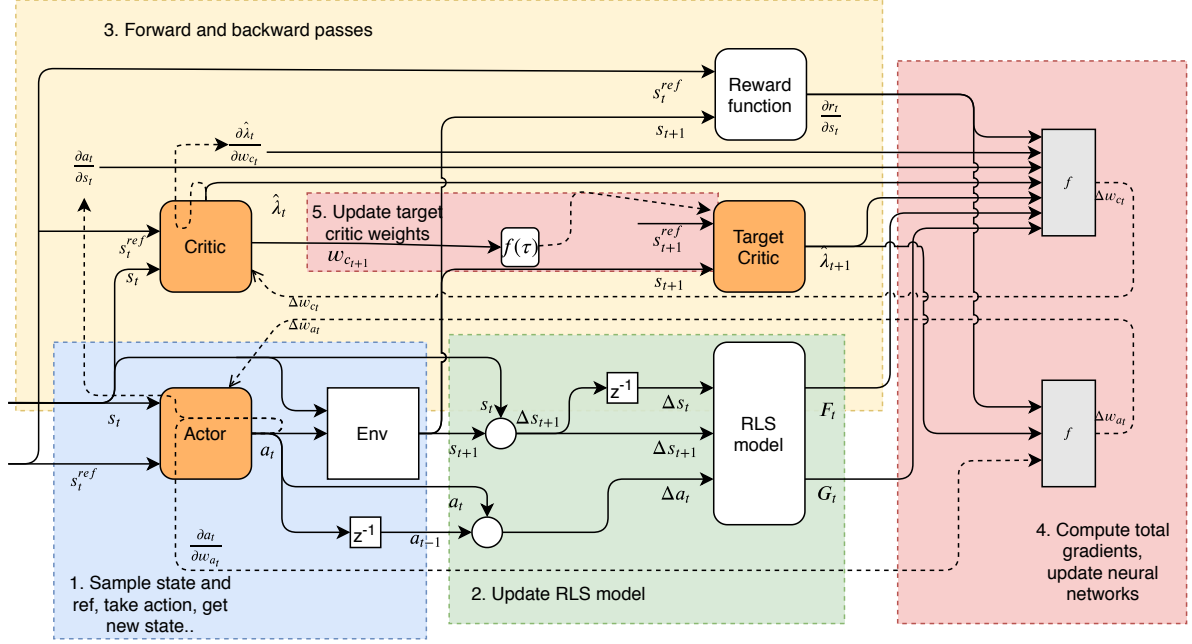 3. Forward and backward passes
s_t^{ref}
Reward
function
s_{t+1}
∂r_t
∂s_t
∂λ̂_t
∂w_{c_t}
∂a_t
∂s_t
f
Δw_{c_t}
λ̂_t
5. Update target
critic weights
s_t^{ref}
Critic
s_t
w_{c_{t+1}}
f(τ)
s_{t+1}^{ref}
s_{t+1}
Target
Critic
λ̂_{t+1}
Δw_{c_t}
Δw_{a_t}
s_t
Actor
s_t^{ref}
a_t
Env
s_t
s_{t+1}
Δs_{t+1}
z^{-1}
Δs_t
Δs_{t+1}
Δa_t
RLS
model
F_t
G_t
f
Δw_{a_t}
a_t
z^{-1}
a_{t-1}
∂a_t
∂w_{a_t}
1. Sample state and
ref, take action, get
new state..
2. Update RLS model
4. Compute total
gradients,
update neural
networks